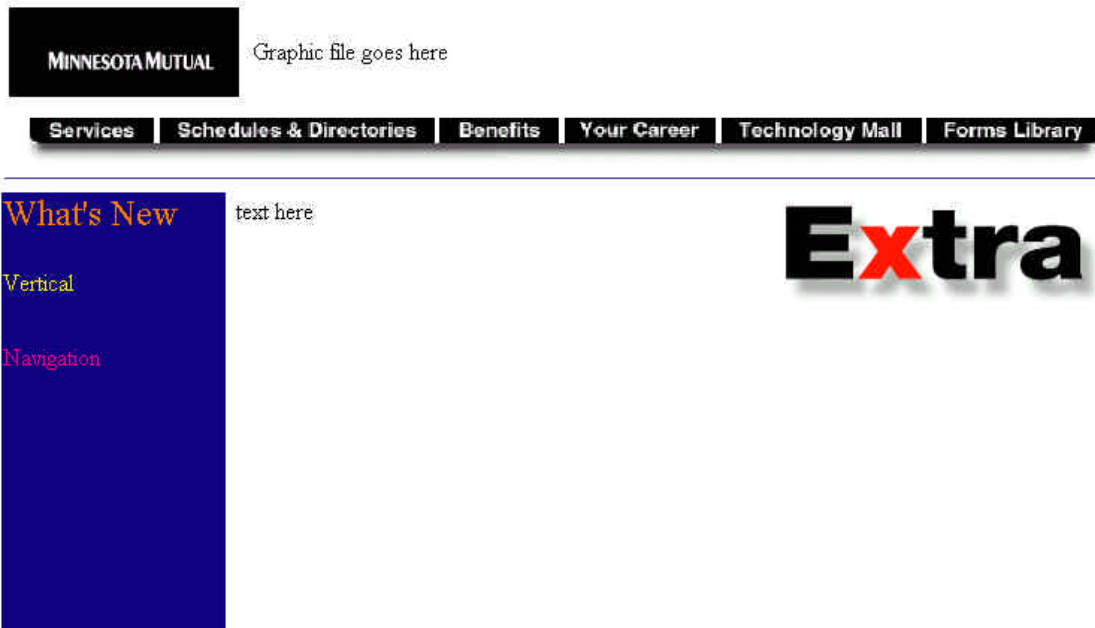 MINNESOTA MUTUAL
Graphic file goes here
Services Schedules & Directories Benefits Your Career Technology Mall Forms Library
What's New
text here
Extra
Vertical
Navigation